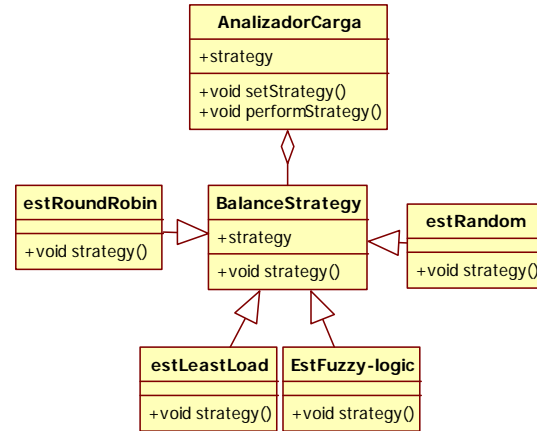 AnalizadorCarga
+strategy
+void setStrategy()
+void performStrategy()
estRoundRobin
+void strategy()
BalanceStrategy
+strategy
+void strategy()
estRandom
+void strategy()
estLeastLoad
+void strategy()
EstFuzzy-logic
+void strategy()